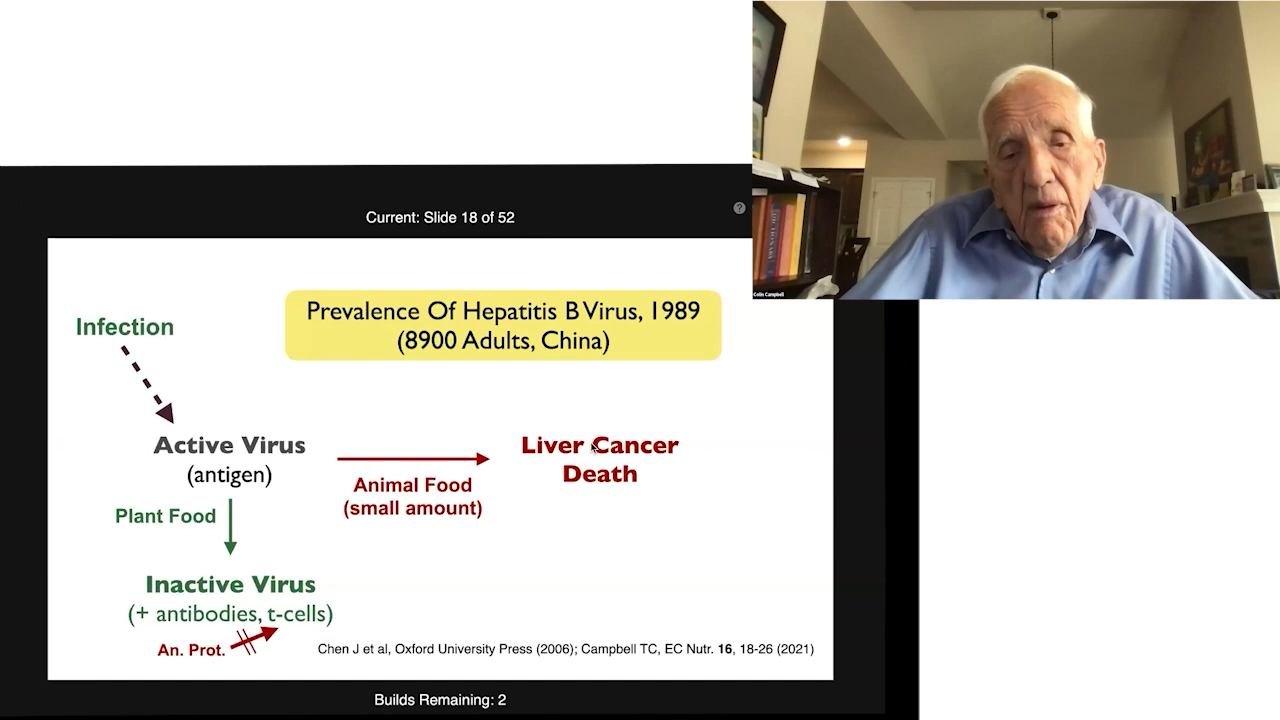 Colin Campbell
Current: Slide 18 of 52
?
Prevalence Of Hepatitis B Virus, 1989
(8900 Adults, China)
Infection
Active Virus
(antigen)
Animal Food
(small amount)
Liver Cancer
Death
Plant Food
Inactive Virus
(+ antibodies, t-cells)
An. Prot.
Chen J et al, Oxford University Press (2006); Campbell TC, EC Nutr. 16, 18-26 (2021)
Builds Remaining: 2